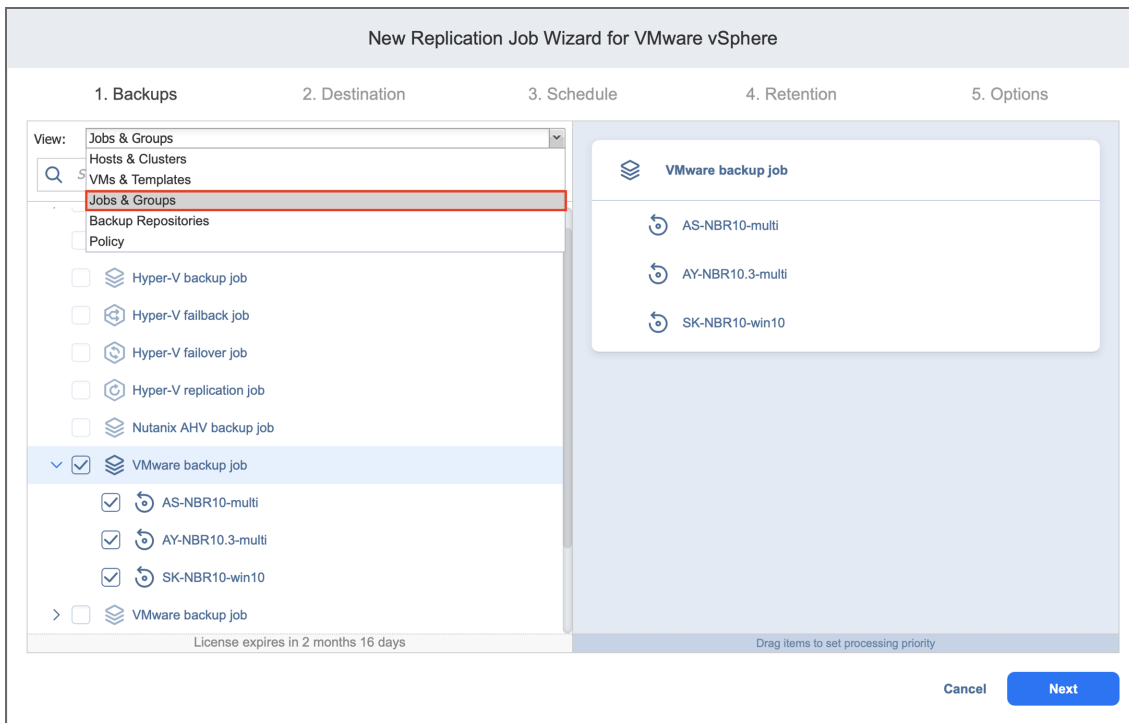 New Replication Job Wizard for VMware vSphere
1. Backups 2. Destination 3. Schedule 4. Retention 5. Options
View: Jobs & Groups
Hosts & Clusters
S
VMs & Templates
Jobs & Groups
Backup Repositories
Policy
Hyper-V backup job
Hyper-V failback job
Hyper-V failover job
Hyper-V replication job
Nutanix AHV backup job
VMware backup job
AS-NBR10-multi
AY-NBR10.3-multi
SK-NBR10-win10
VMware backup job
License expires in 2 months 16 days
VMware backup job
AS-NBR10-multi
AY-NBR10.3-multi
SK-NBR10-win10
Drag items to set processing priority
Cancel Next